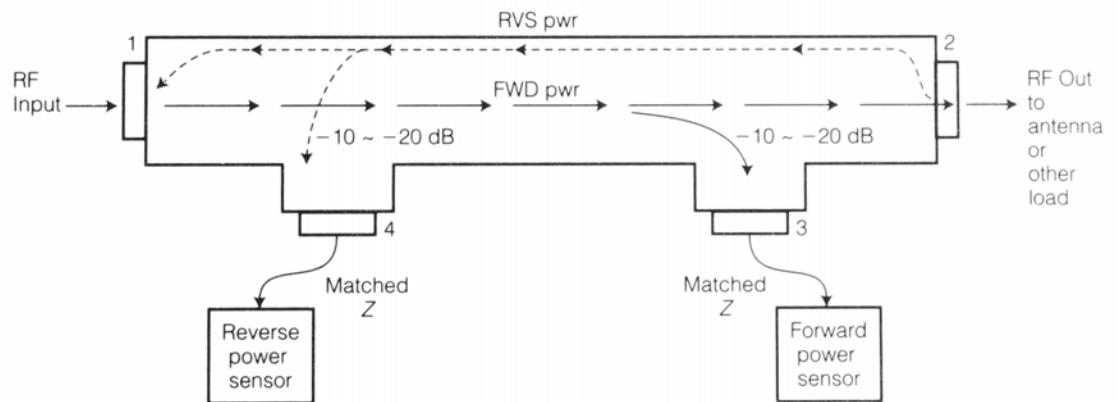 RVS pwr
1
2
RF
Input
FWD pwr
RF Out
to
antenna
or
other
load
−10 ~ −20 dB
−10 ~ −20 dB
4
3
Matched
Z
Matched
Z
Reverse
power
sensor
Forward
power
sensor